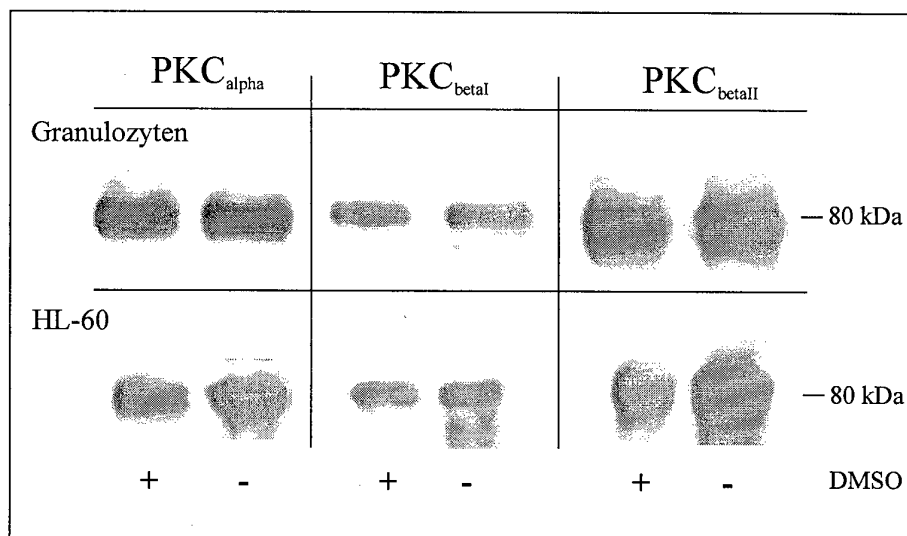 PKCalpha PKCbetaI PKCbetaII
Granulozyten
80 kDa
HL-60
80 kDa
+ - + - + - DMSO